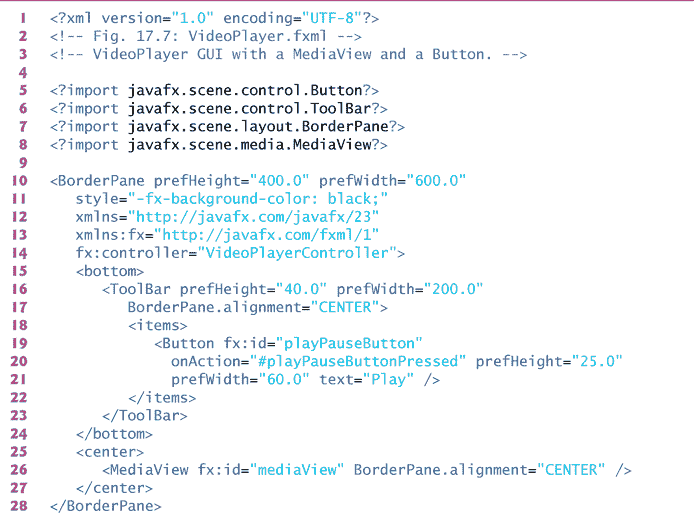 1 <?xml version="1.0" encoding="UTF-8"?>
2 <!-- Fig. 17.7: VideoPlayer.fxml -->
3 <!-- VideoPlayer GUI with a MediaView and a Button. -->
4
5 <?import javafx.scene.control.Button?>
6 <?import javafx.scene.control.ToolBar?>
7 <?import javafx.scene.layout.BorderPane?>
8 <?import javafx.scene.media.MediaView?>
9
10 <BorderPane prefHeight="400.0" prefWidth="600.0"
11    style="-fx-background-color: black;"
12    xmlns="http://javafx.com/javafx/23"
13    xmlns:fx="http://javafx.com/fxml/1"
14    fx:controller="VideoPlayerController">
15    <bottom>
16       <ToolBar prefHeight="40.0" prefWidth="200.0"
17          BorderPane.alignment="CENTER">
18          <items>
19             <Button fx:id="playPauseButton"
20               onAction="#playPauseButtonPressed" prefHeight="25.0"
21               prefWidth="60.0" text="Play" />
22          </items>
23       </ToolBar>
24    </bottom>
25    <center>
26       <MediaView fx:id="mediaView" BorderPane.alignment="CENTER" />
27    </center>
28 </BorderPane>